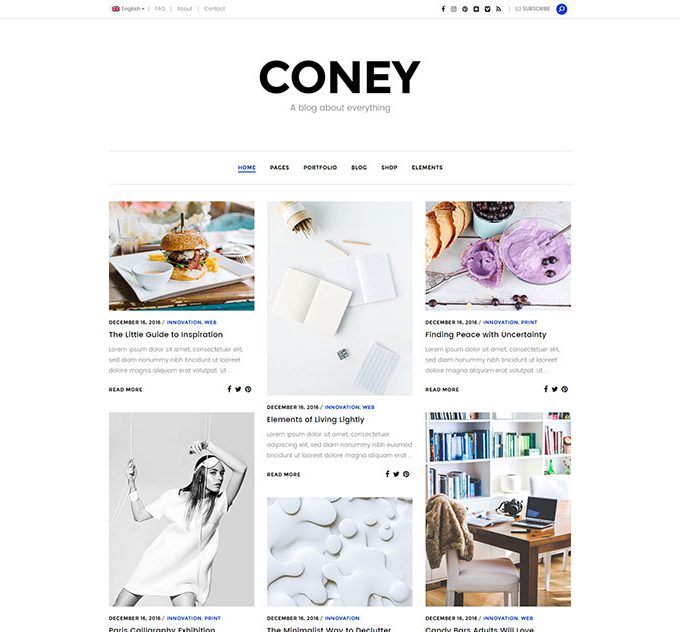 English | FAQ | About | Contact
| SUBSCRIBE
CONEY
A blog about everything
HOME PAGES PORTFOLIO BLOG SHOP ELEMENTS
DECEMBER 16, 2016 / INNOVATION, WEB
The Little Guide to Inspiration
Lorem ipsum dolor sit amet, consectetuer elit,
sed diam nonummy nibh tincidunt ut laoreet
dolore magna aliquam erat volutpat. Ut ...
READ MORE
DECEMBER 16, 2016 / INNOVATION, PRINT
Paris Calligraphy Exhibition
DECEMBER 16, 2016 / INNOVATION, WEB
Elements of Living Lightly
Lorem ipsum dolor sit amet, consectetuer
adipiscing elit, sed diam nonummy nibh euismod
tincidunt ut laoreet dolore magna aliquam erat ...
READ MORE
DECEMBER 16, 2016 / INNOVATION
The Minimalist Way to Declutter
DECEMBER 16, 2016 / INNOVATION, PRINT
Finding Peace with Uncertainty
Lorem ipsum dolor sit amet, consectetuer elit,
sed diam nonummy nibh tincidunt ut laoreet
dolore magna aliquam erat volutpat. Ut ...
READ MORE
DECEMBER 16, 2016 / INNOVATION, WEB
Candy Bars Adults Will Love